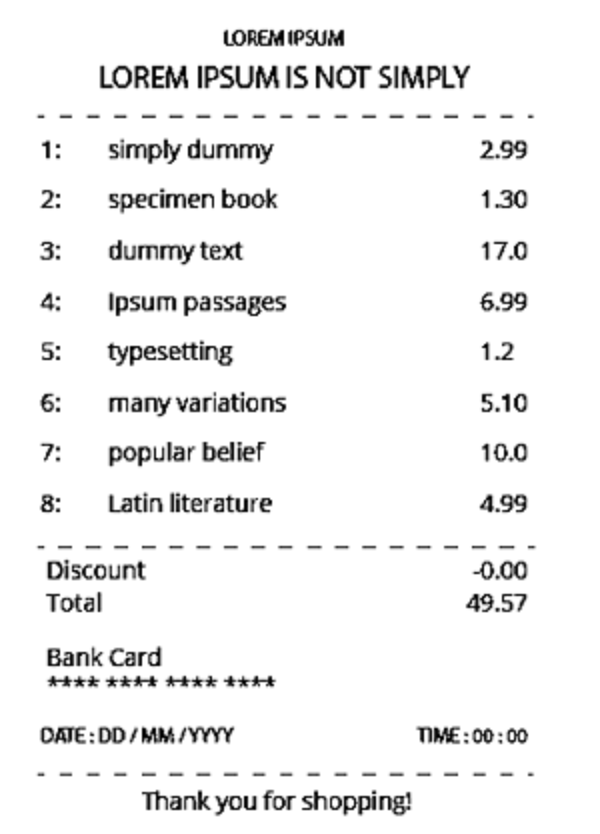 LOREM IPSUM
LOREM IPSUM IS NOT SIMPLY
1: simply dummy 2.99
2: specimen book 1.30
3: dummy text 17.0
4: Ipsum passages 6.99
5: typesetting 1.2
6: many variations 5.10
7: popular belief 10.0
8: Latin literature 4.99
Discount -0.00
Total 49.57
Bank Card
**** **** **** ****
DATE : DD / MM / YYYY TIME : 00 : 00
Thank you for shopping!